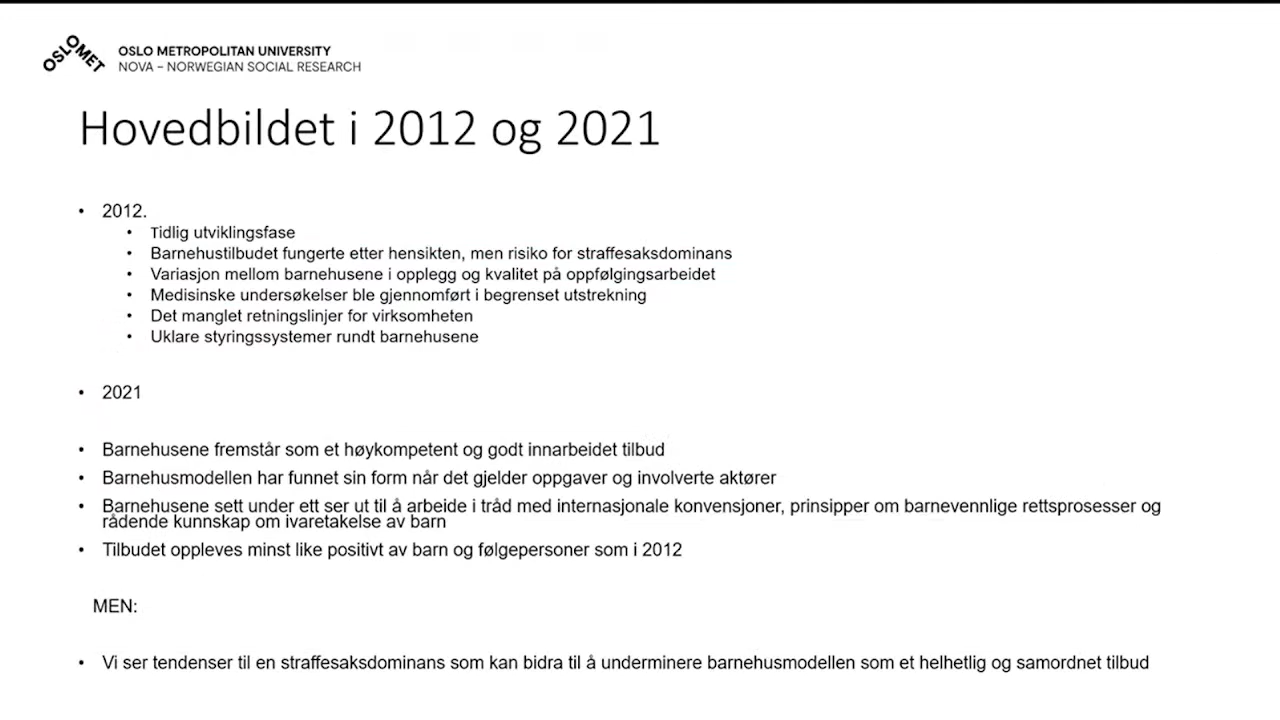 OSLOMET
OSLO METROPOLITAN UNIVERSITY
NOVA – NORWEGIAN SOCIAL RESEARCH
Hovedbildet i 2012 og 2021
• 2012.
• Tidlig utviklingsfase
• Barnehustilbudet fungerte etter hensikten, men risiko for straffesaksdominans
• Variasjon mellom barnehusene i opplegg og kvalitet på oppfølgingsarbeidet
• Medisinske undersøkelser ble gjennomført i begrenset utstrekning
• Det manglet retningslinjer for virksomheten
• Uklare styringssystemer rundt barnehusene
• 2021
• Barnehusene fremstår som et høykompetent og godt innarbeidet tilbud
• Barnehusmodellen har funnet sin form når det gjelder oppgaver og involverte aktører
• Barnehusene sett under ett ser ut til å arbeide i tråd med internasjonale konvensjoner, prinsipper om barnevennlige rettsprosesser og
rådende kunnskap om ivaretakelse av barn
• Tilbudet oppleves minst like positivt av barn og følgepersoner som i 2012
MEN:
• Vi ser tendenser til en straffesaksdominans som kan bidra til å underminere barnehusmodellen som et helhetlig og samordnet tilbud